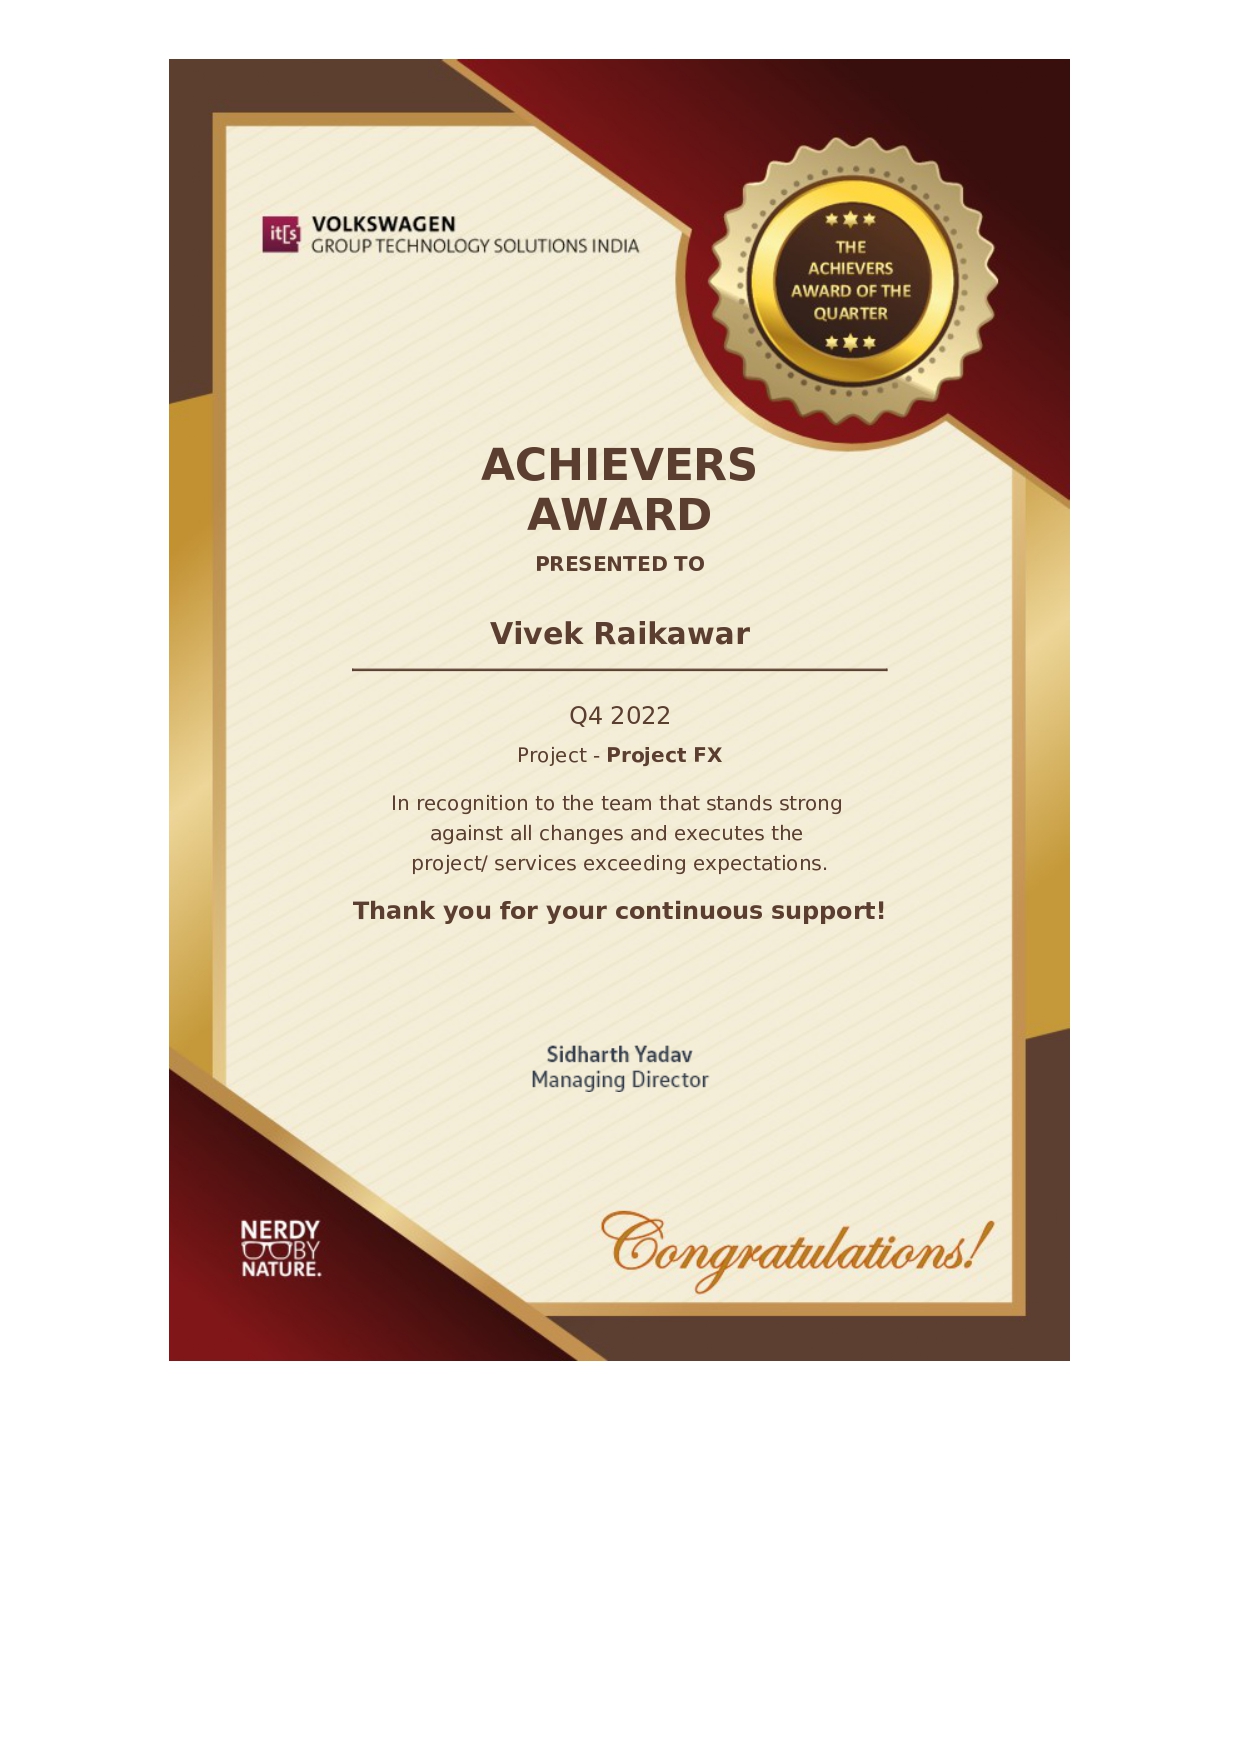 it[s
VOLKSWAGEN
GROUP TECHNOLOGY SOLUTIONS INDIA
THE
ACHIEVERS
AWARD OF THE
QUARTER
ACHIEVERS
AWARD
PRESENTED TO
Vivek Raikawar
Q4 2022
Project - Project FX
In recognition to the team that stands strong
against all changes and executes the
project/ services exceeding expectations.
Thank you for your continuous support!
Sidharth Yadav
Managing Director
NERDY
BY
NATURE.
Congratulations!